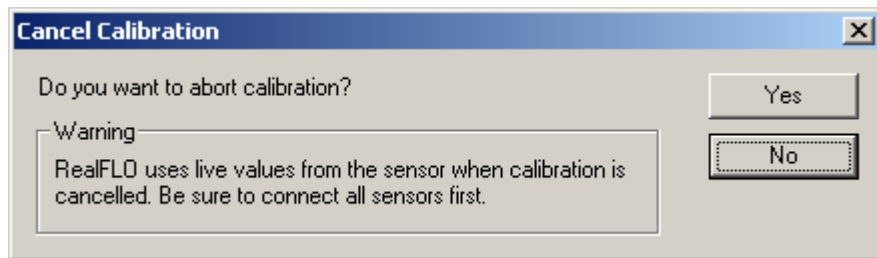 Cancel Calibration
Do you want to abort calibration?
Yes
Warning
No
RealFLO uses live values from the sensor when calibration is
cancelled. Be sure to connect all sensors first.